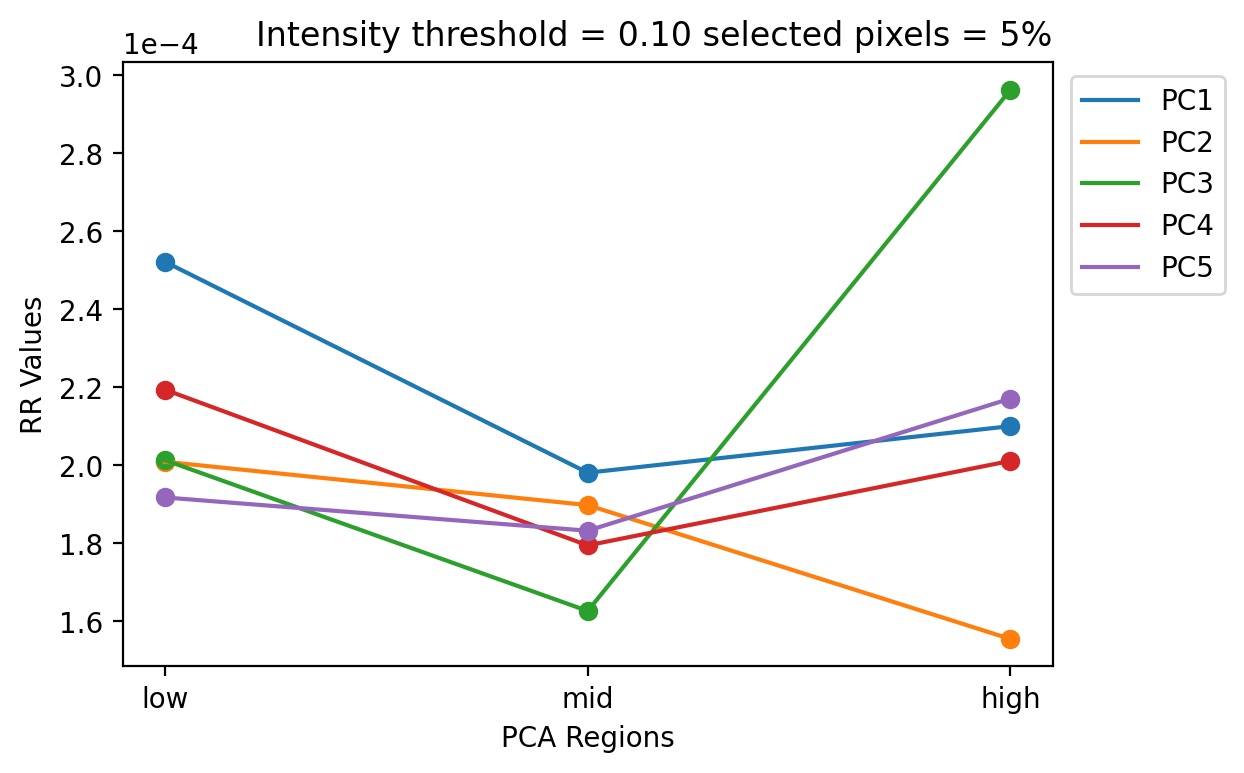 Intensity threshold = 0.10 selected pixels = 5%
1e−4
3.0
2.8
2.6
2.4
2.2
2.0
1.8
1.6
RR Values
low mid high
PCA Regions
PC1
PC2
PC3
PC4
PC5